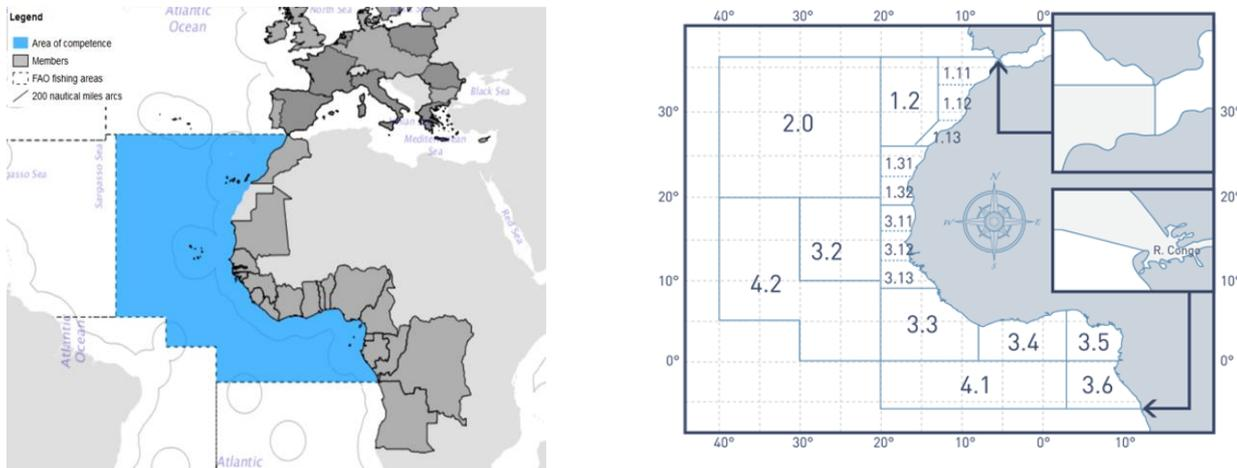 Legend
Area of competence
Members
FAO fishing areas
200 nautical miles arcs
Atlantic
Ocean
North Sea
Black Sea
Mediterranean
Sea
Sargasso Sea
Red Sea
Atlantic
Ocean
Atlantic
40° 30° 20° 10° 0°
1.11
1.2
1.12
30° 2.0 30°
1.13
1.31
1.32
20° 20°
N
3.11
W E
3.2 3.12
S
R. Congo
10° 4.2 3.13 10°
3.3
3.4 3.5
0° 0°
4.1 3.6
40° 30° 20° 10° 0° 10°